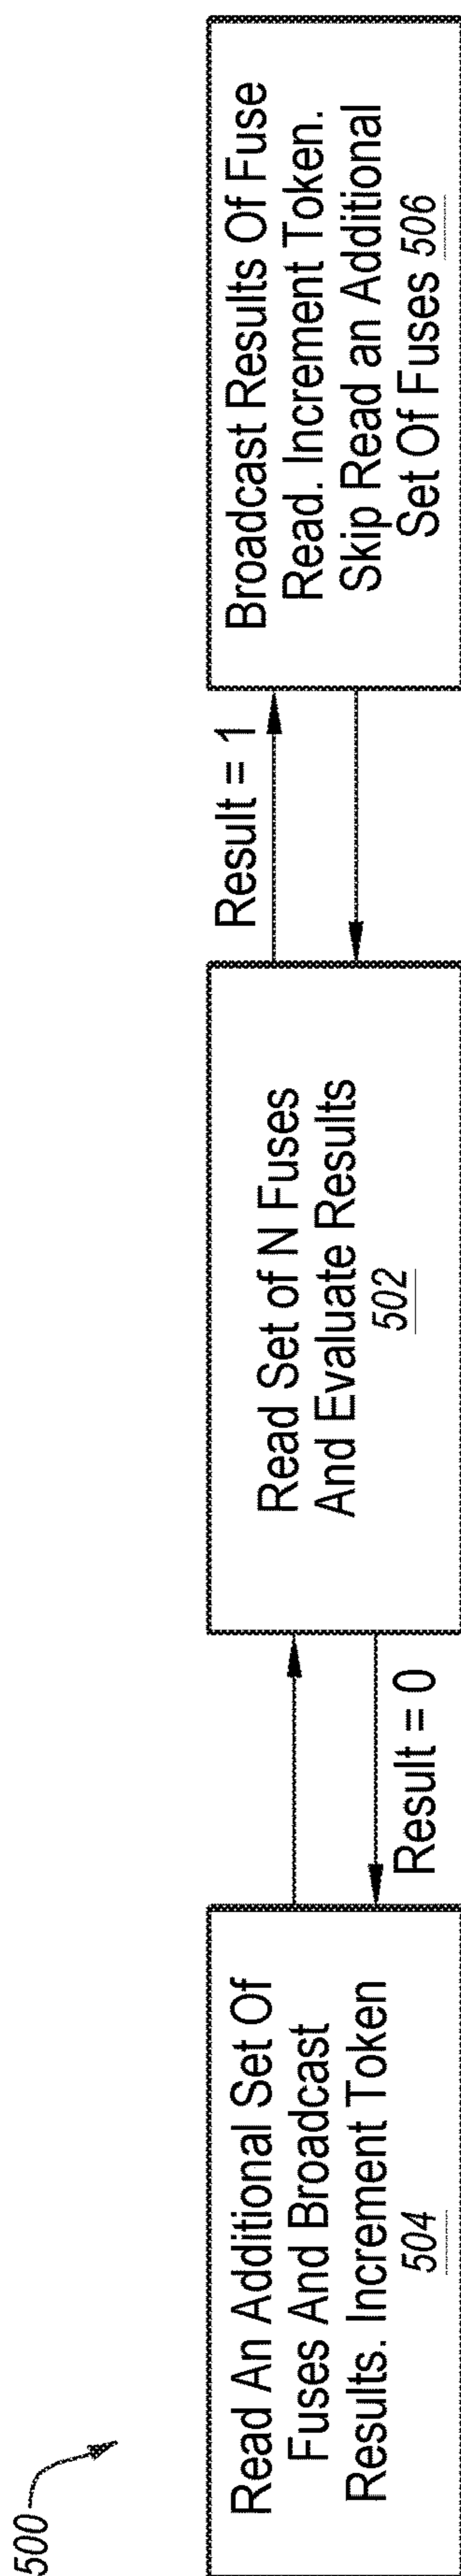 500
Read An Additional Set Of
Fuses And Broadcast
Results. Increment Token
504
Result = 0
Read Set of N Fuses
And Evaluate Results
502
Result = 1
Broadcast Results Of Fuse
Read. Increment Token.
Skip Read an Additional
Set Of Fuses 506